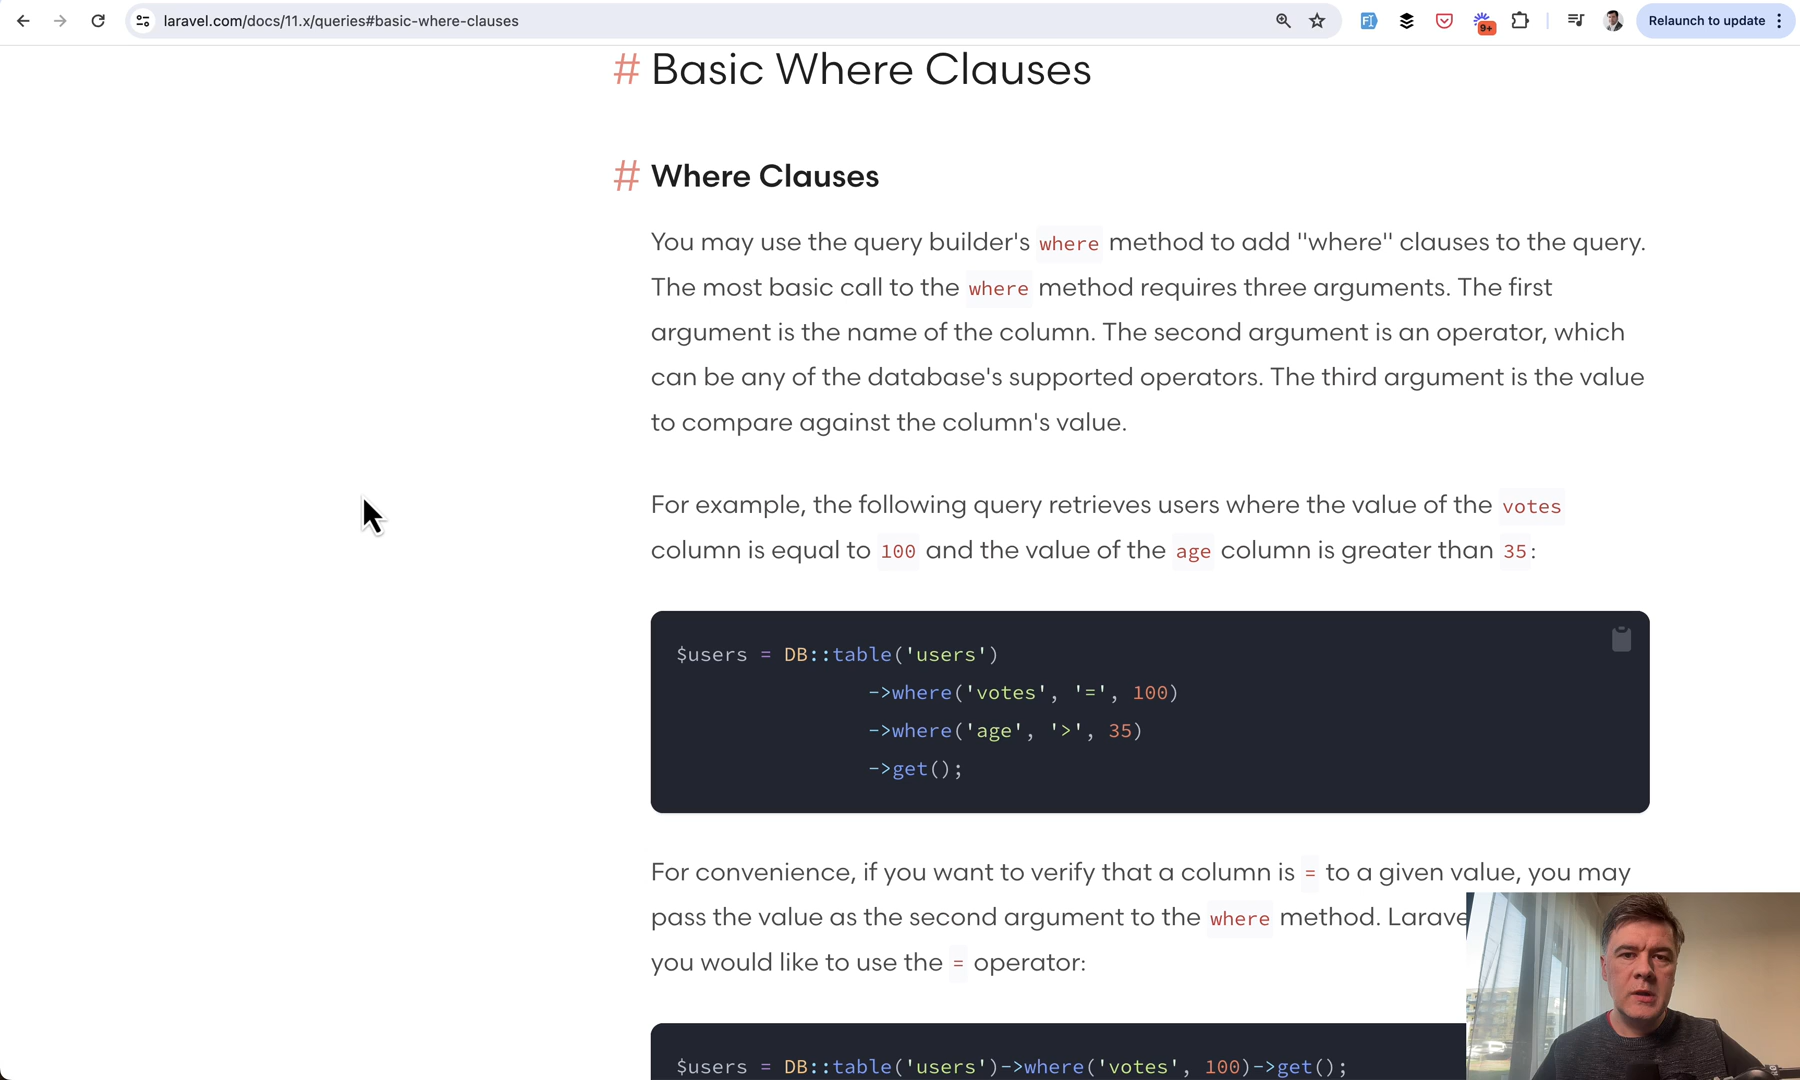 laravel.com/docs/11.x/queries#basic-where-clauses
9+
Relaunch to update
# Basic Where Clauses
# Where Clauses
You may use the query builder's where method to add "where" clauses to the query.
The most basic call to the where method requires three arguments. The first
argument is the name of the column. The second argument is an operator, which
can be any of the database's supported operators. The third argument is the value
to compare against the column's value.
For example, the following query retrieves users where the value of the votes
column is equal to 100 and the value of the age column is greater than 35:
$users = DB::table('users')
->where('votes', '=', 100)
->where('age', '>', 35)
->get();
For convenience, if you want to verify that a column is = to a given value, you may
pass the value as the second argument to the where method. Larave
you would like to use the = operator:
$users = DB::table('users')->where('votes', 100)->get();